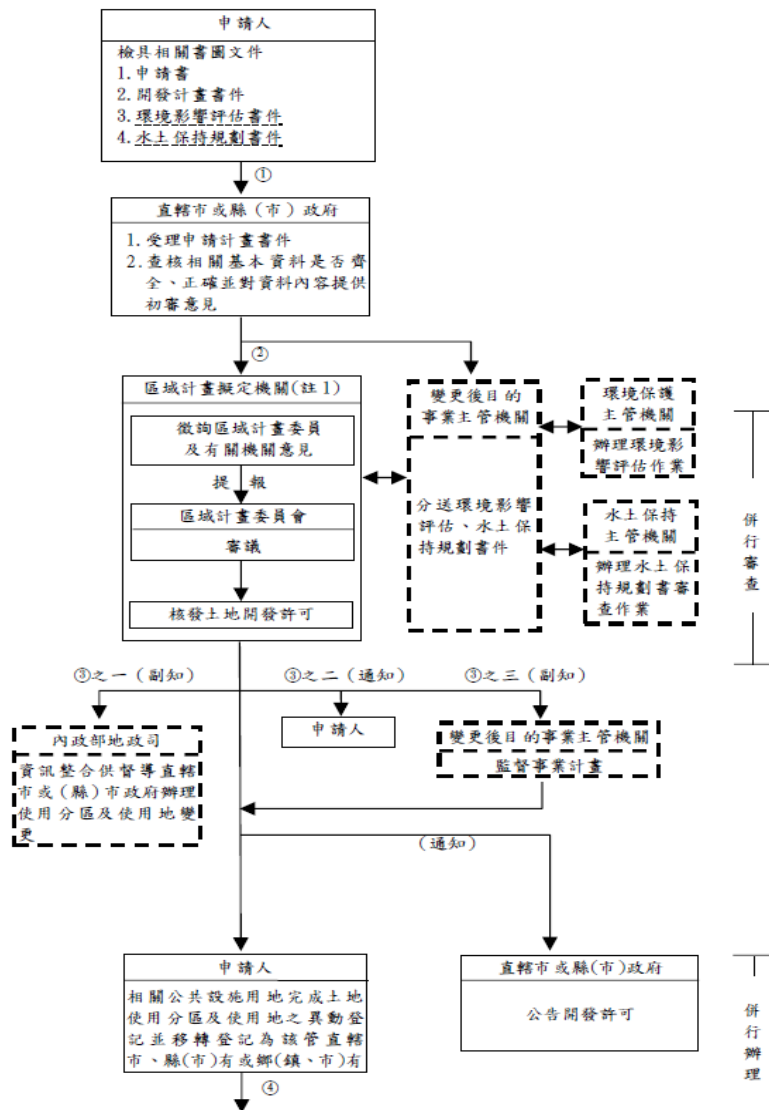 申請人
檢具相關書圖文件
1.申請書
2.開發計畫書件
3.環境影響評估書件
4.水土保持規劃書件
①
直轄市或縣（市）政府
1.受理申請計畫書件
2.查核相關基本資料是否齊
全、正確並對資料內容提供
初審意見
②
區域計畫擬定機關(註1)
徵詢區域計畫委員
及有關機關意見
提報
區域計畫委員會
審議
核發土地開發許可
變更後目的
事業主管機關
分送環境影響
評估、水土保
持規劃書件
環境保護
主管機關
辦理環境影
響評估作業
水土保持
主管機關
辦理水土保
持規劃書審
查作業
併行審查
③之一（副知）
③之二（通知）
③之三（副知）
內政部地政司
資訊整合供督導直轄
市或(縣)市政府辦理
使用分區及使用地變
更
申請人
變更後目的事業主管機關
監督事業計畫
(通知)
申請人
相關公共設施用地完成土地
使用分區及使用地之異動登
記並移轉登記為該管直轄
市、縣(市)有或鄉(鎮、市)有
④
直轄市或縣(市)政府
公告開發許可
併行辦理